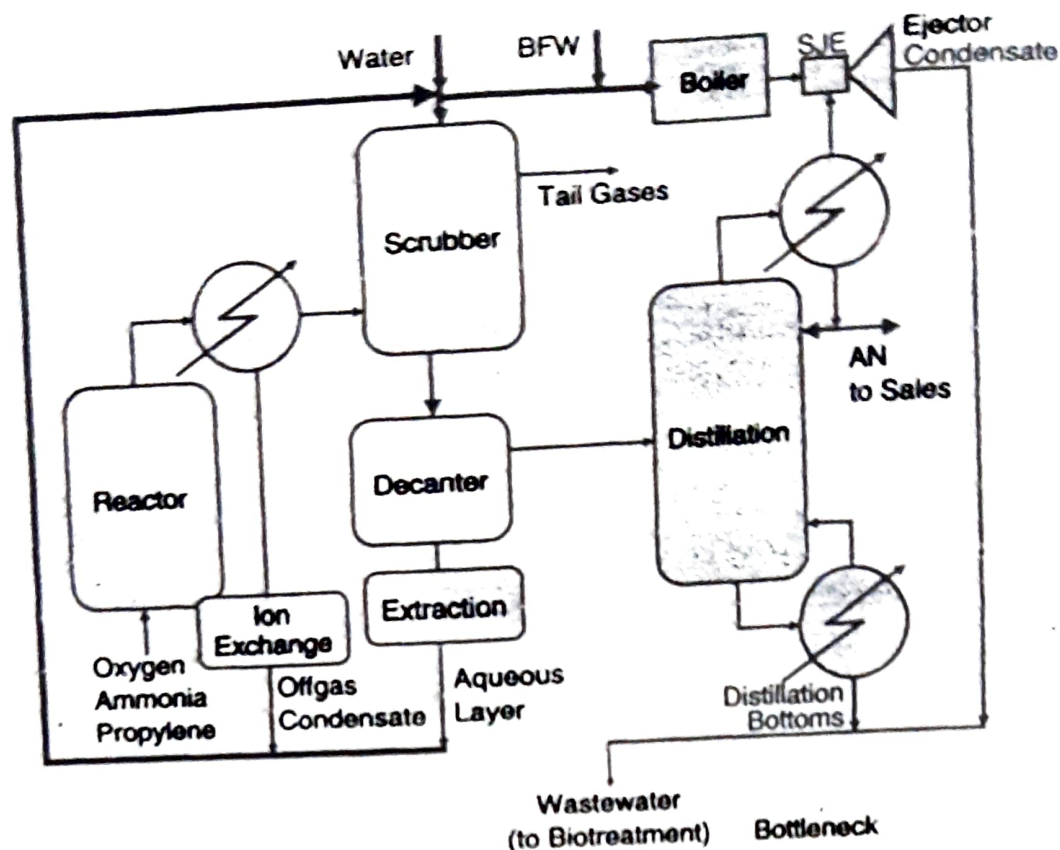 Water
BFW
Boiler
SJE
Ejector
Condensate
Scrubber
Tail Gases
AN
to Sales
Distillation
Reactor
Decanter
Extraction
Ion
Exchange
Oxygen
Ammonia
Propylene
Offgas
Condensate
Aqueous
Layer
Distillation
Bottoms
Wastewater
(to Biotreatment)
Bottleneck